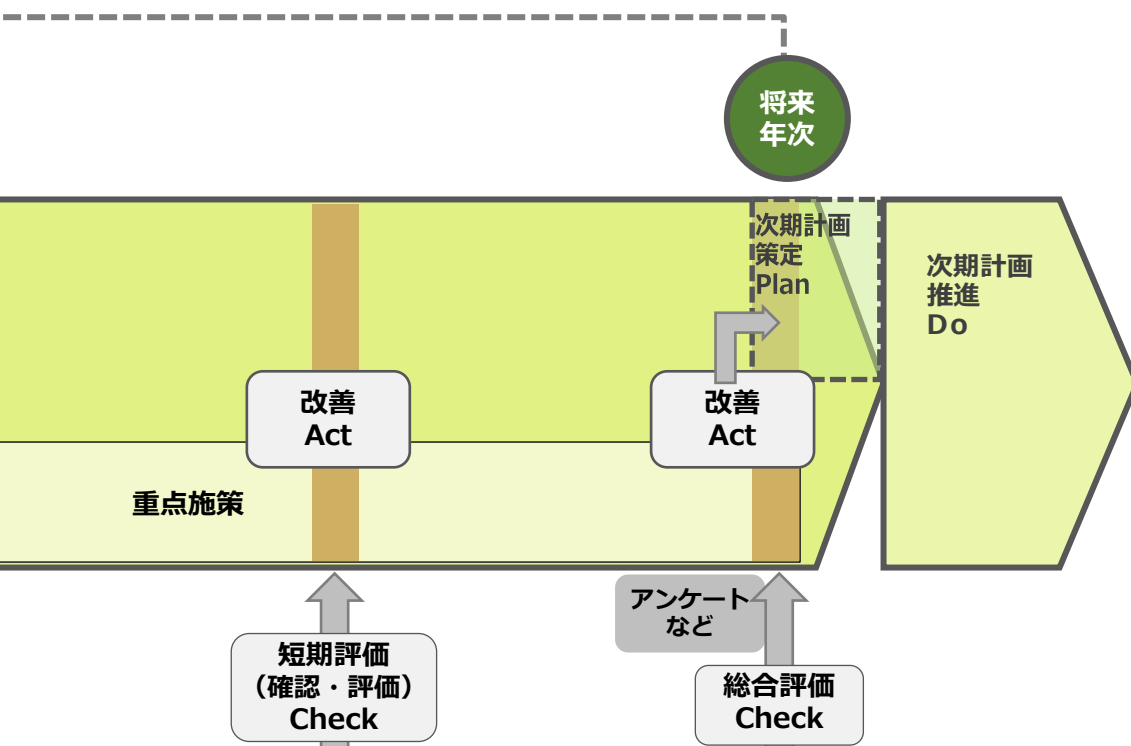 将来
年次
次期計画
策定
Plan
次期計画
推進
Do
改善
Act
改善
Act
重点施策
アンケート
など
短期評価
（確認・評価）
Check
総合評価
Check